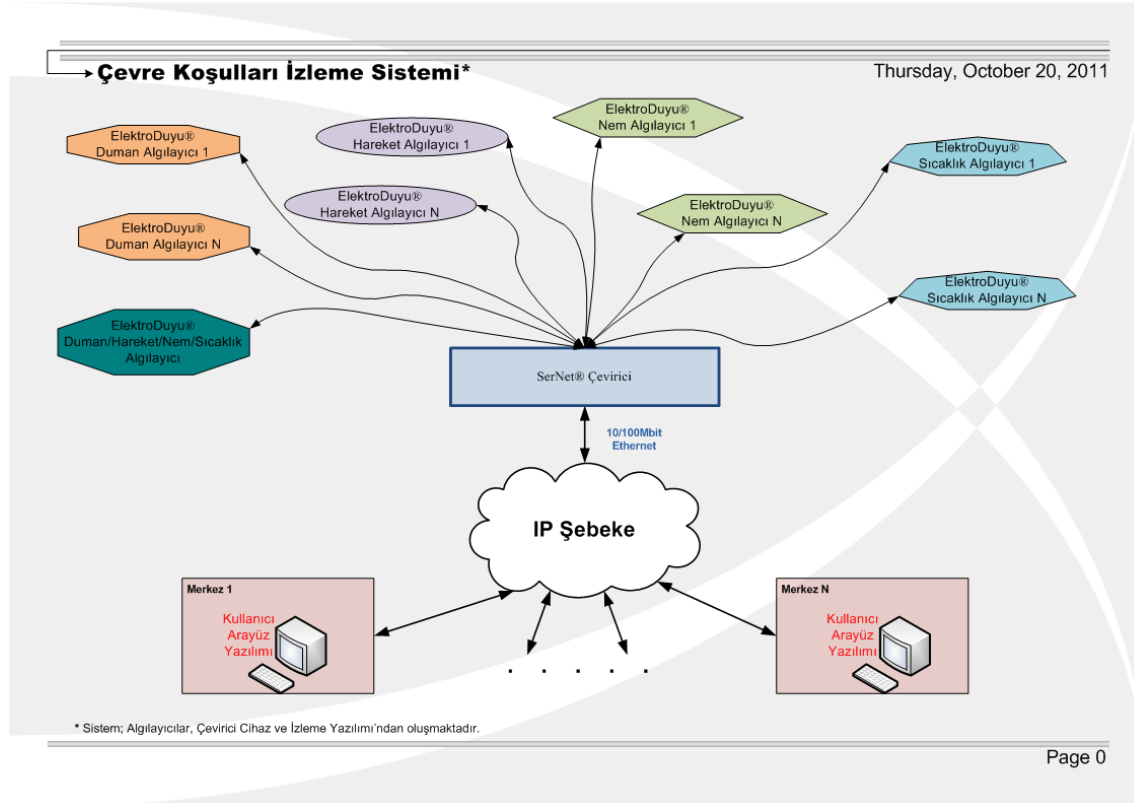 Çevre Koşulları İzleme Sistemi*
Thursday, October 20, 2011
ElektroDuyu®
Duman Algılayıcı 1
ElektroDuyu®
Hareket Algılayıcı 1
ElektroDuyu®
Nem Algılayıcı 1
ElektroDuyu®
Sıcaklık Algılayıcı 1
ElektroDuyu®
Duman Algılayıcı N
ElektroDuyu®
Hareket Algılayıcı N
ElektroDuyu®
Nem Algılayıcı N
ElektroDuyu®
Sıcaklık Algılayıcı N
ElektroDuyu®
Duman/Hareket/Nem/Sıcaklık
Algılayıcı
SerNet® Çevirici
10/100Mbit
Ethernet
IP Şebeke
Merkez 1
Kullanıcı
Arayüz
Yazılımı
. . . . .
Merkez N
Kullanıcı
Arayüz
Yazılımı
* Sistem; Algılayıcılar, Çevirici Cihaz ve İzleme Yazılımı’ndan oluşmaktadır.
Page 0